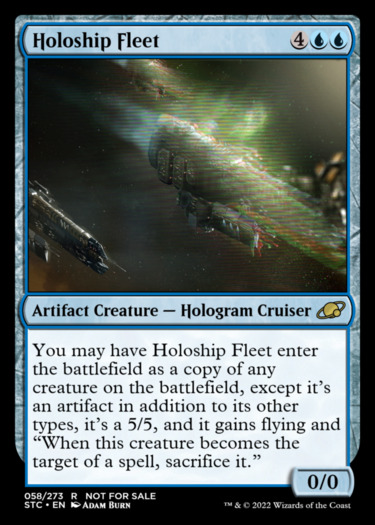 Holoship Fleet 4
Artifact Creature — Hologram Cruiser
You may have Holoship Fleet enter
the battlefield as a copy of any
creature on the battlefield, except it's
an artifact in addition to its other
types, it's a 5/5, and it gains flying and
“When this creature becomes the
target of a spell, sacrifice it.”
0/0
058/273 R NOT FOR SALE
STC • EN Adam Burn
™ & © 2022 Wizards of the Coast